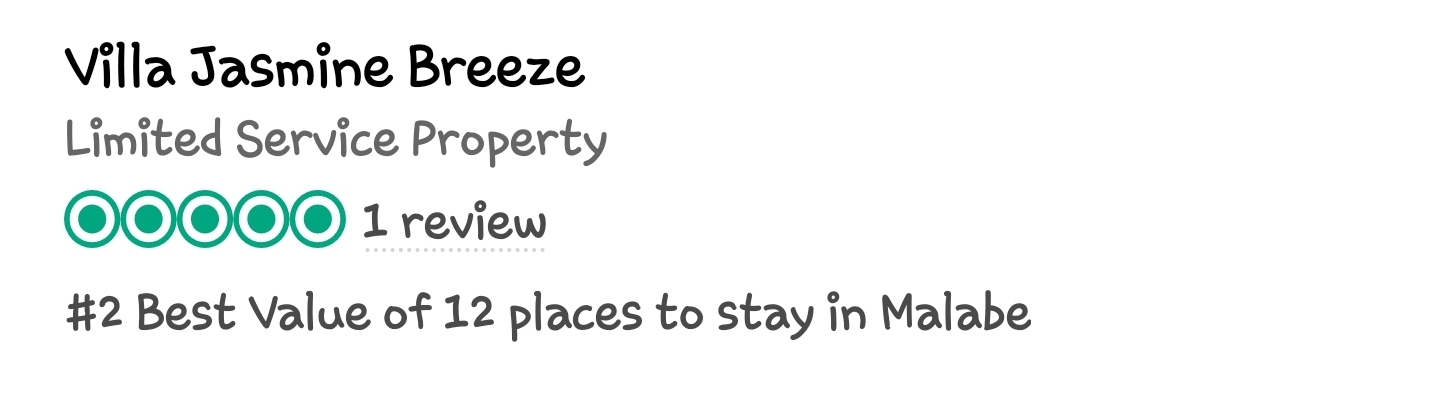 Villa Jasmine Breeze
Limited Service Property
1 review
#2 Best Value of 12 places to stay in Malabe